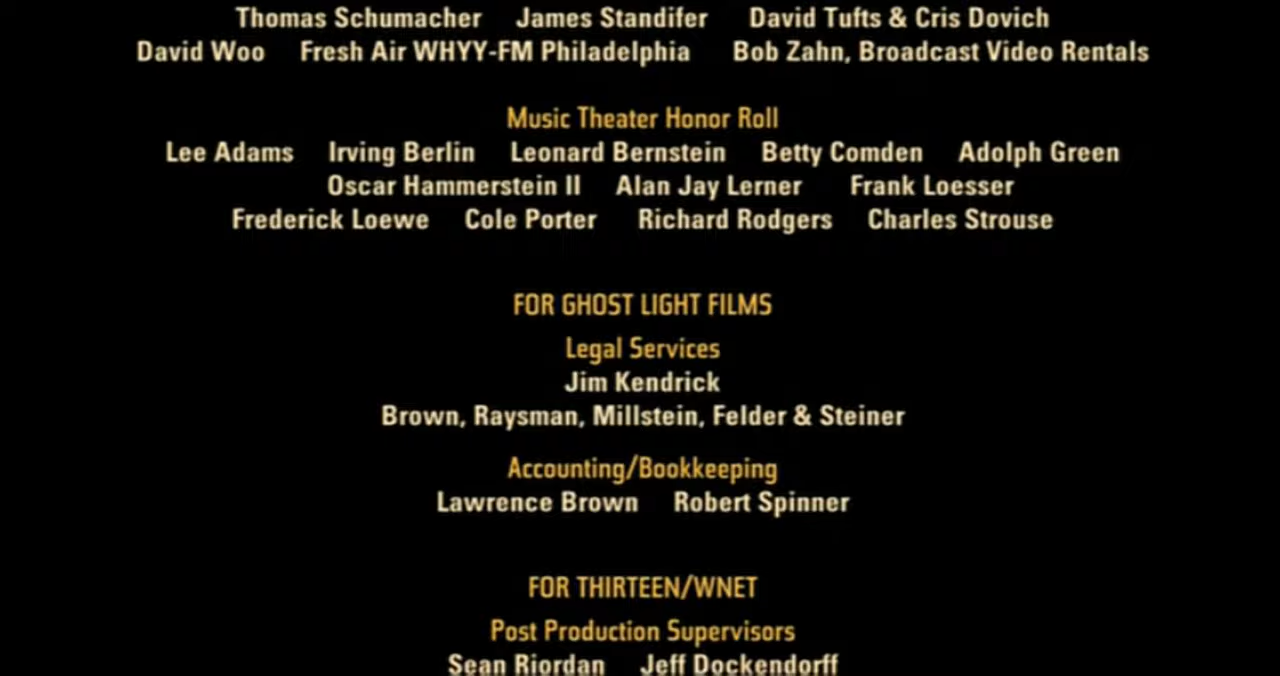 Thomas Schumacher James Standifer David Tufts & Cris Dovich
David Woo Fresh Air WHYY-FM Philadelphia Bob Zahn, Broadcast Video Rentals
Music Theater Honor Roll
Lee Adams Irving Berlin Leonard Bernstein Betty Comden Adolph Green
Oscar Hammerstein II Alan Jay Lerner Frank Loesser
Frederick Loewe Cole Porter Richard Rodgers Charles Strouse
FOR GHOST LIGHT FILMS
Legal Services
Jim Kendrick
Brown, Raysman, Millstein, Felder & Steiner
Accounting/Bookkeeping
Lawrence Brown Robert Spinner
FOR THIRTEEN/WNET
Post Production Supervisors
Sean Riordan Jeff Dockendorff